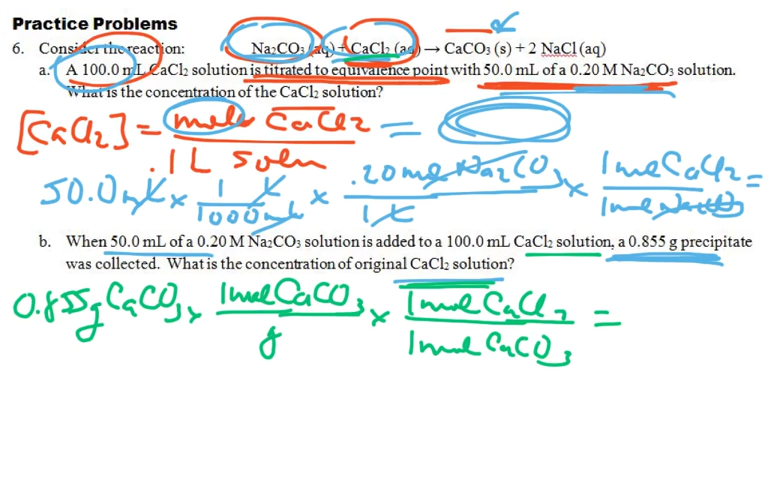 Practice Problems
6. Consider the reaction: Na₂CO₃ (aq) + CaCl₂ (aq) → CaCO₃ (s) + 2 NaCl (aq)
a. A 100.0 mL CaCl₂ solution is titrated to equivalence point with 50.0 mL of a 0.20 M Na₂CO₃ solution.
What is the concentration of the CaCl₂ solution?
[CaCl₂] = mole CaCl₂ =
.1 L soln
50.0 mL x 1 L x .20 mol Na₂CO₃ x 1 mol CaCl₂ =
1000 mL 1 L 1 mol Na₂CO₃
b. When 50.0 mL of a 0.20 M Na₂CO₃ solution is added to a 100.0 mL CaCl₂ solution, a 0.855 g precipitate
was collected. What is the concentration of original CaCl₂ solution?
0.855 g CaCO₃ x 1 mol CaCO₃ x 1 mol CaCl₂ =
g 1 mol CaCO₃